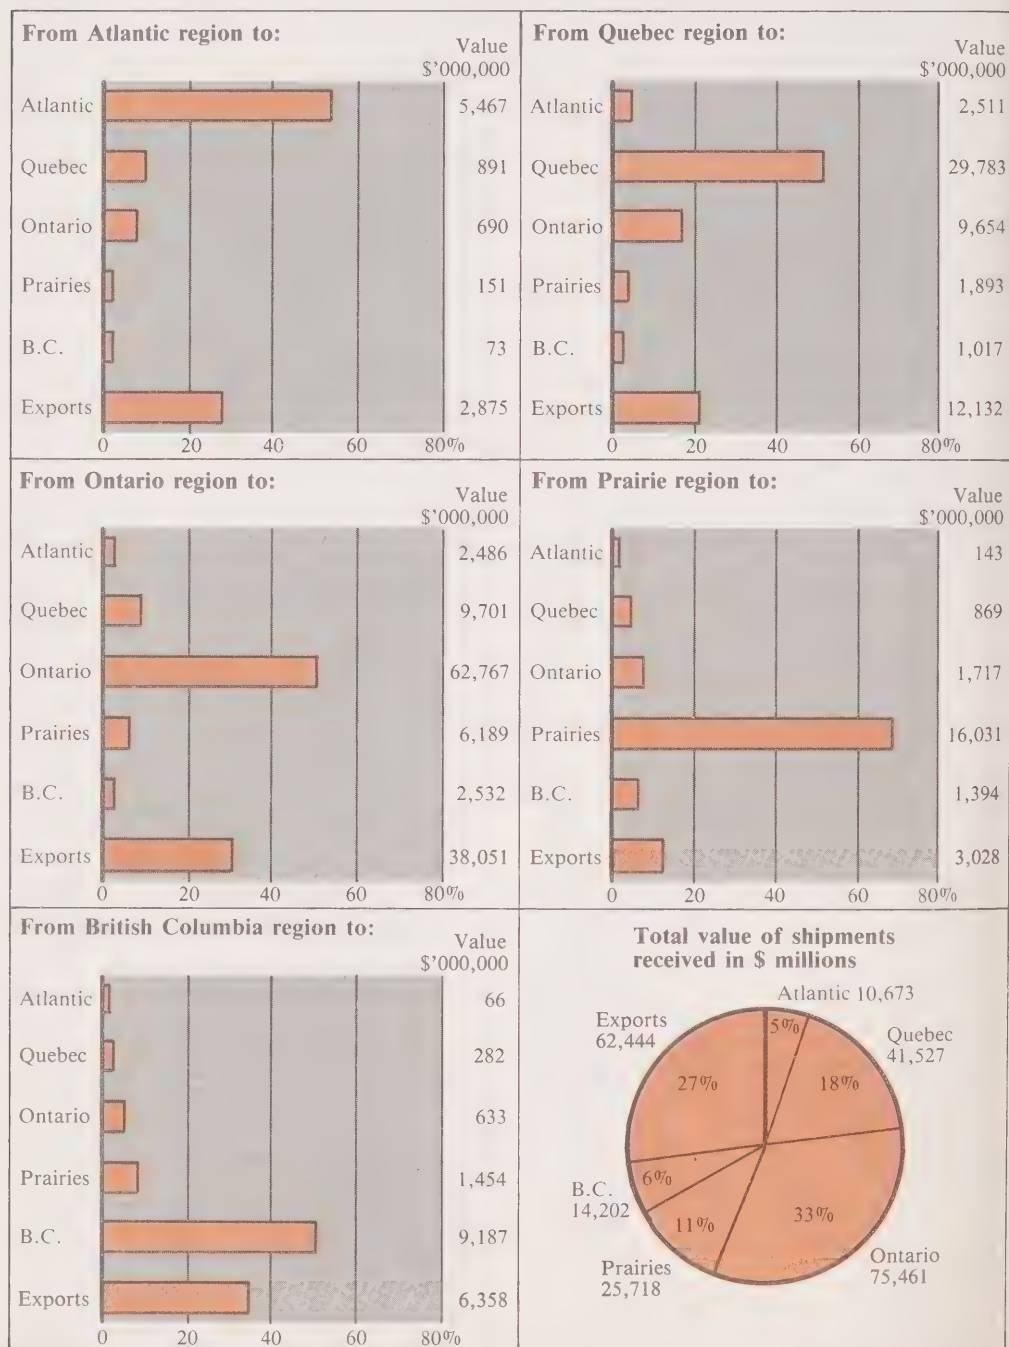 From Atlantic region to:
Value
$'000,000
Atlantic 5,467
Quebec 891
Ontario 690
Prairies 151
B.C. 73
Exports 2,875
0 20 40 60 80%
From Quebec region to:
Value
$'000,000
Atlantic 2,511
Quebec 29,783
Ontario 9,654
Prairies 1,893
B.C. 1,017
Exports 12,132
0 20 40 60 80%
From Ontario region to:
Value
$'000,000
Atlantic 2,486
Quebec 9,701
Ontario 62,767
Prairies 6,189
B.C. 2,532
Exports 38,051
0 20 40 60 80%
From Prairie region to:
Value
$'000,000
Atlantic 143
Quebec 869
Ontario 1,717
Prairies 16,031
B.C. 1,394
Exports 3,028
0 20 40 60 80%
From British Columbia region to:
Value
$'000,000
Atlantic 66
Quebec 282
Ontario 633
Prairies 1,454
B.C. 9,187
Exports 6,358
0 20 40 60 80%
Total value of shipments
received in $ millions
Atlantic 10,673
5%
Quebec
41,527
18%
Ontario
75,461
33%
Prairies
25,718
11%
B.C.
14,202
6%
Exports
62,444
27%